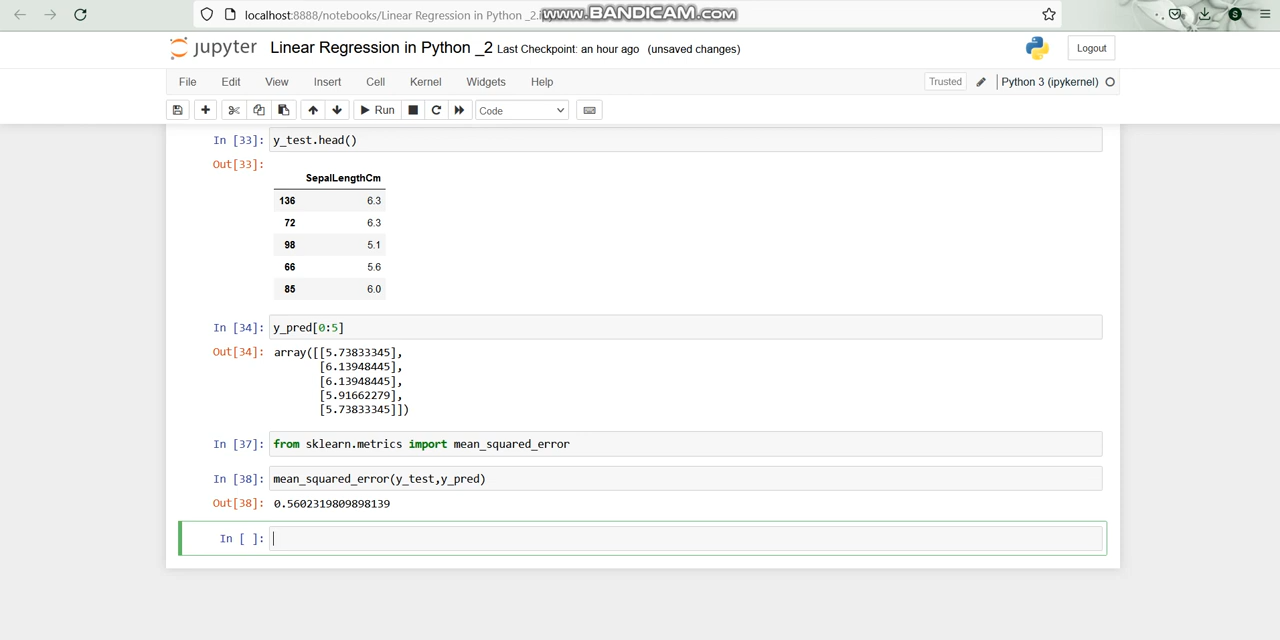 localhost:8888/notebooks/Linear Regression in Python _2.i
www.BANDICAM.com
jupyter Linear Regression in Python _2 Last Checkpoint: an hour ago (unsaved changes)
Logout
File Edit View Insert Cell Kernel Widgets Help
Trusted Python 3 (ipykernel)
Run Code
In [33]: y_test.head()
Out[33]:
SepalLengthCm
136 6.3
72 6.3
98 5.1
66 5.6
85 6.0
In [34]: y_pred[0:5]
Out[34]: array([[5.73833345],
[6.13948445],
[6.13948445],
[5.91662279],
[5.73833345]])
In [37]: from sklearn.metrics import mean_squared_error
In [38]: mean_squared_error(y_test,y_pred)
Out[38]: 0.5602319809898139
In [ ]: